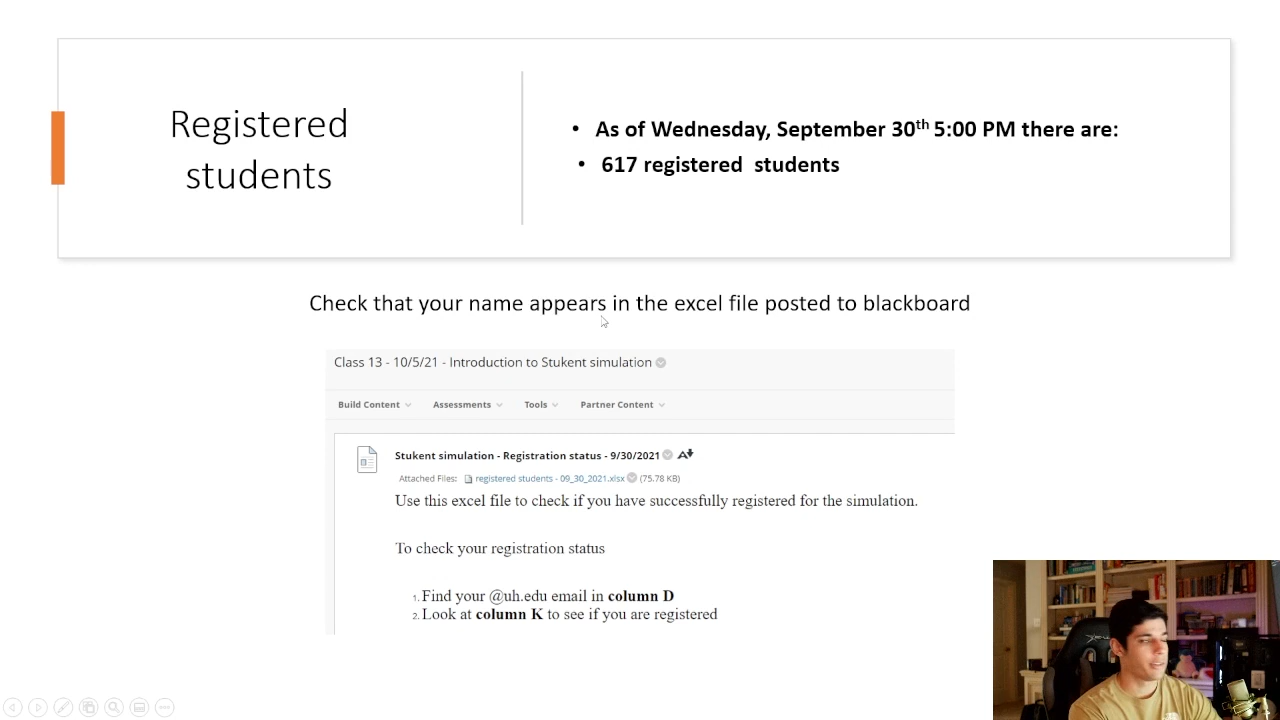 Registered
students
• As of Wednesday, September 30th 5:00 PM there are:
• 617 registered students
Check that your name appears in the excel file posted to blackboard
Class 13 - 10/5/21 - Introduction to Stukent simulation
Build Content Assessments Tools Partner Content
Stukent simulation - Registration status - 9/30/2021
Attached Files: registered students - 09_30_2021.xlsx (75.78 KB)
Use this excel file to check if you have successfully registered for the simulation.
To check your registration status
1. Find your @uh.edu email in column D
2. Look at column K to see if you are registered